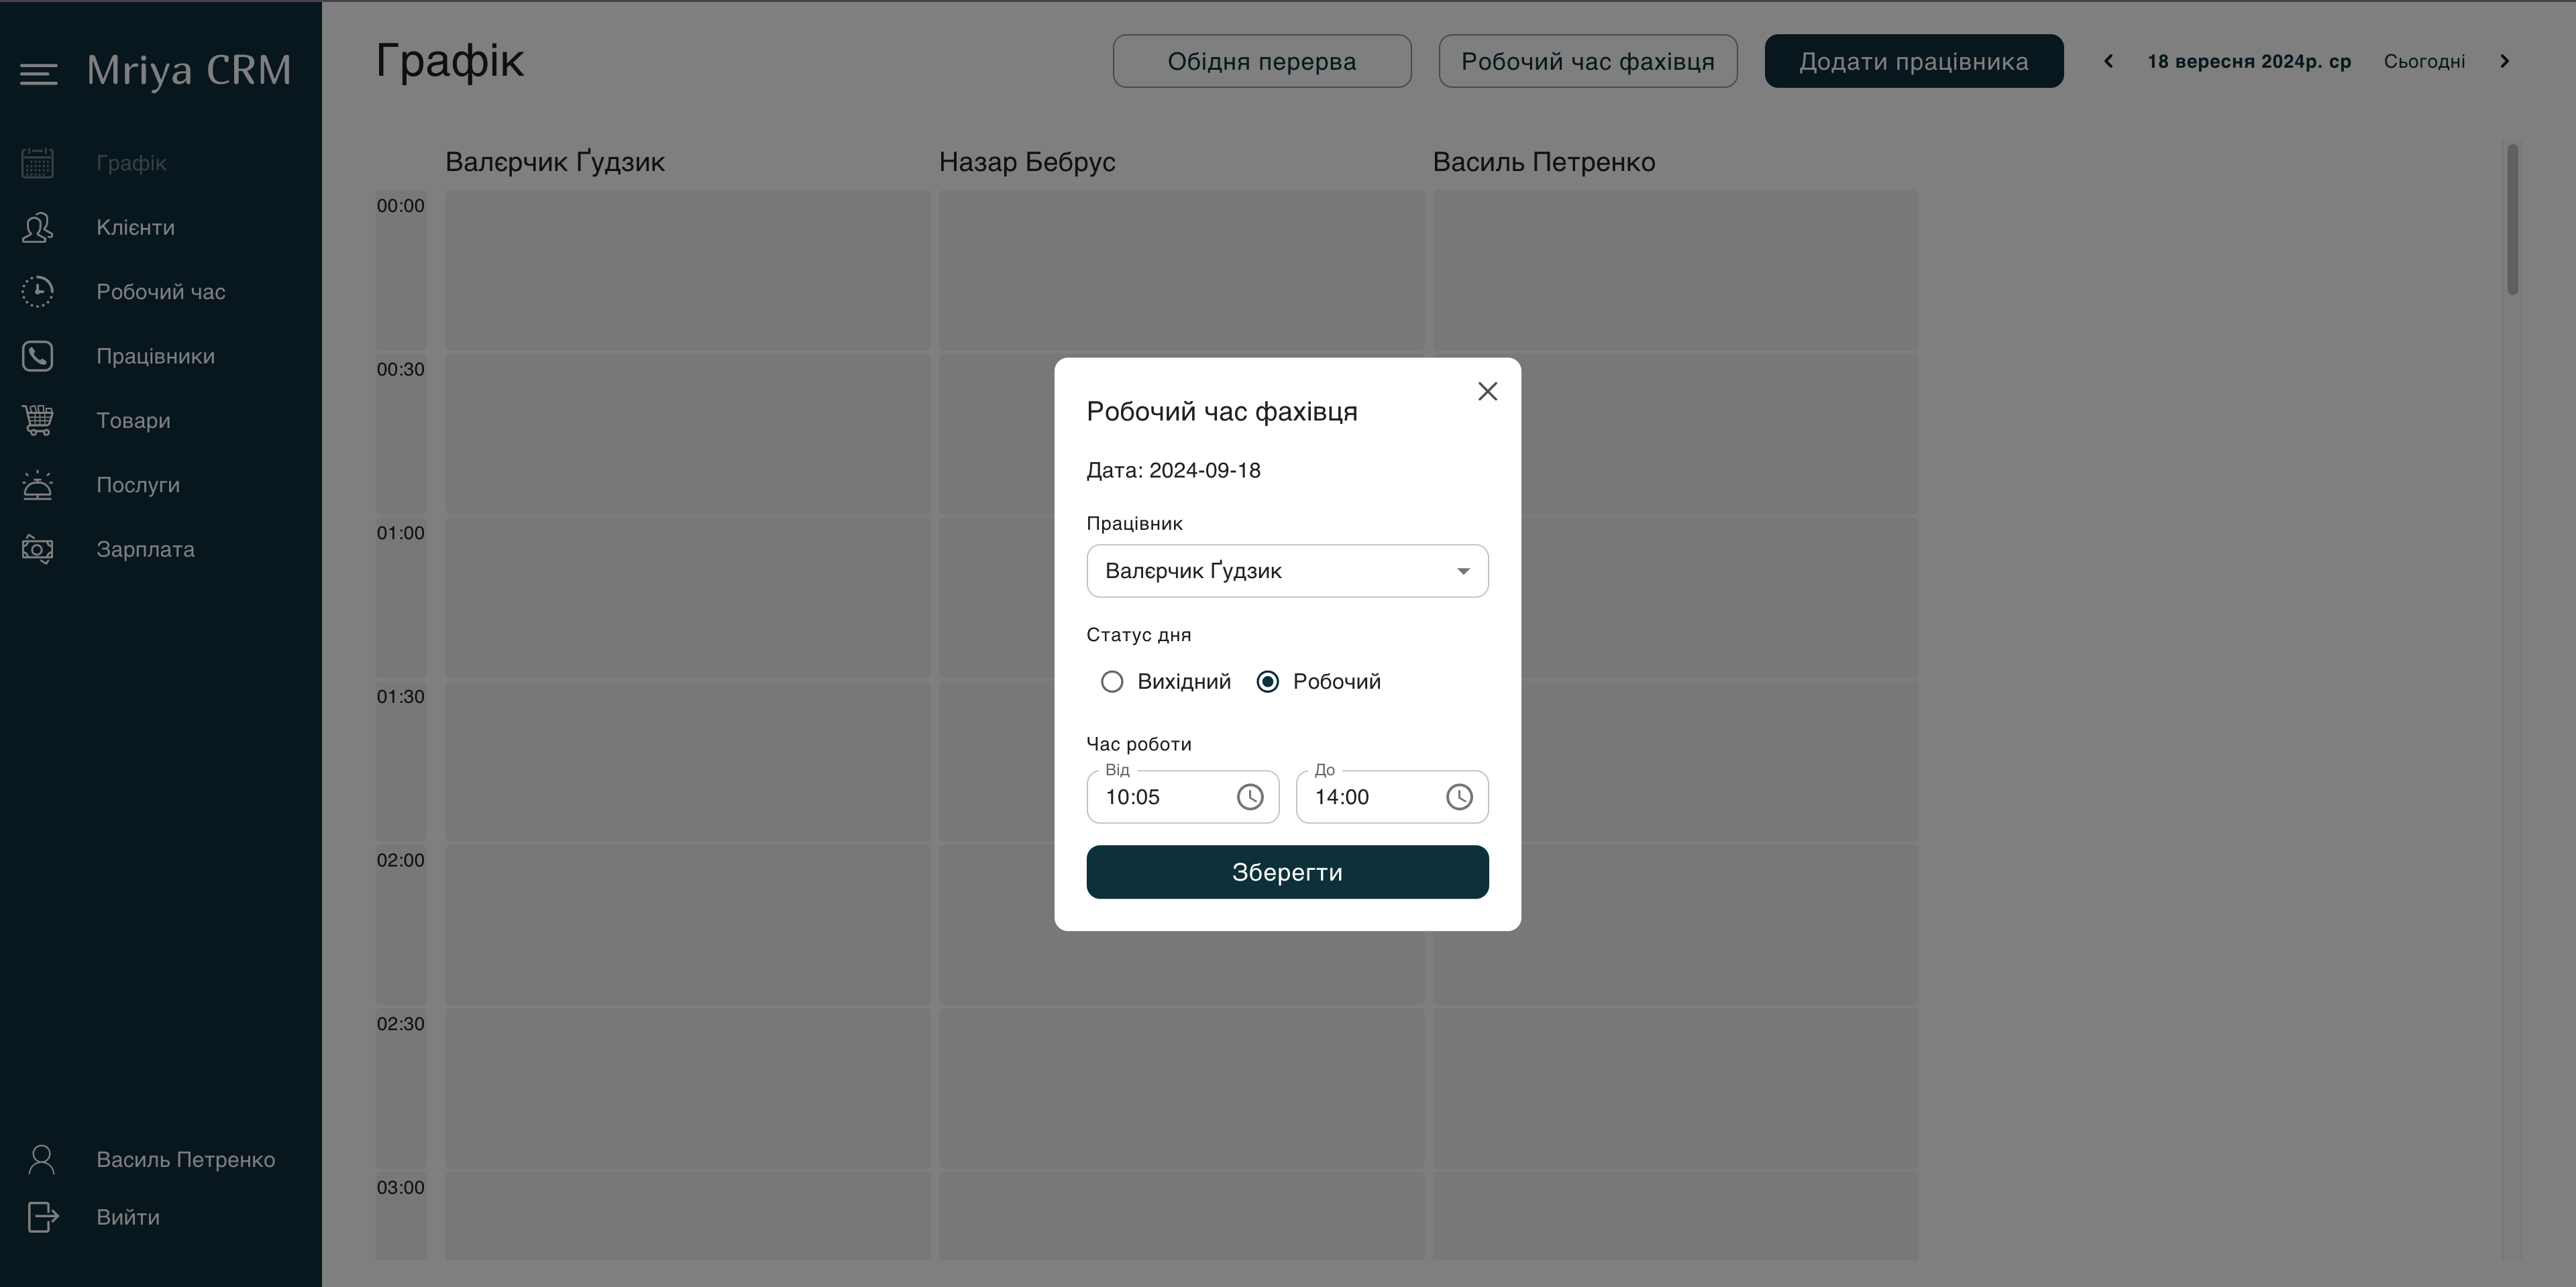 Mriya CRM
Графік
Клієнти
Робочий час
Працівники
Товари
Послуги
Зарплата
Василь Петренко
Вийти
Графік
Обідня перерва
Робочий час фахівця
Додати працівника
18 вересня 2024р. ср
Сьогодні
Валєрчик Ґудзик
Назар Бебрус
Василь Петренко
00:00
00:30
01:00
01:30
02:00
02:30
03:00
Робочий час фахівця
Дата: 2024-09-18
Працівник
Валєрчик Ґудзик
Статус дня
Вихідний
Робочий
Час роботи
Від
10:05
До
14:00
Зберегти